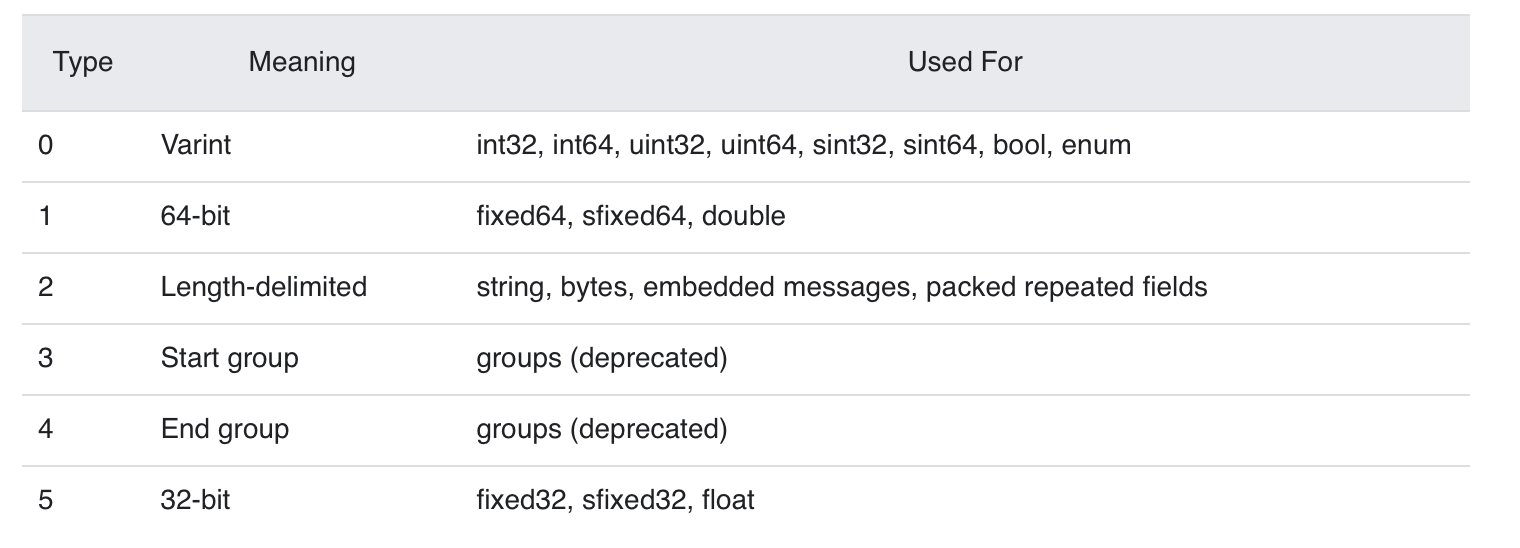 Type Meaning Used For
0 Varint int32, int64, uint32, uint64, sint32, sint64, bool, enum
1 64-bit fixed64, sfixed64, double
2 Length-delimited string, bytes, embedded messages, packed repeated fields
3 Start group groups (deprecated)
4 End group groups (deprecated)
5 32-bit fixed32, sfixed32, float